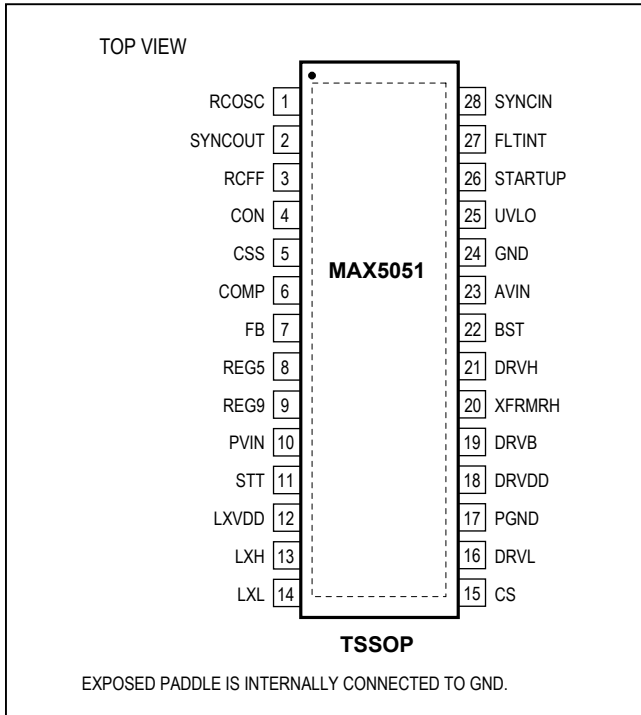 TOP VIEW
RCOSC 1 28 SYNCIN
SYNCOUT 2 27 FLTINT
RCFF 3 26 STARTUP
CON 4 25 UVLO
CSS 5 24 GND
MAX5051
COMP 6 23 AVIN
FB 7 22 BST
REG5 8 21 DRVH
REG9 9 20 XFRMRH
PVIN 10 19 DRVB
STT 11 18 DRVDD
LXVDD 12 17 PGND
LXH 13 16 DRVL
LXL 14 15 CS
TSSOP
EXPOSED PADDLE IS INTERNALLY CONNECTED TO GND.